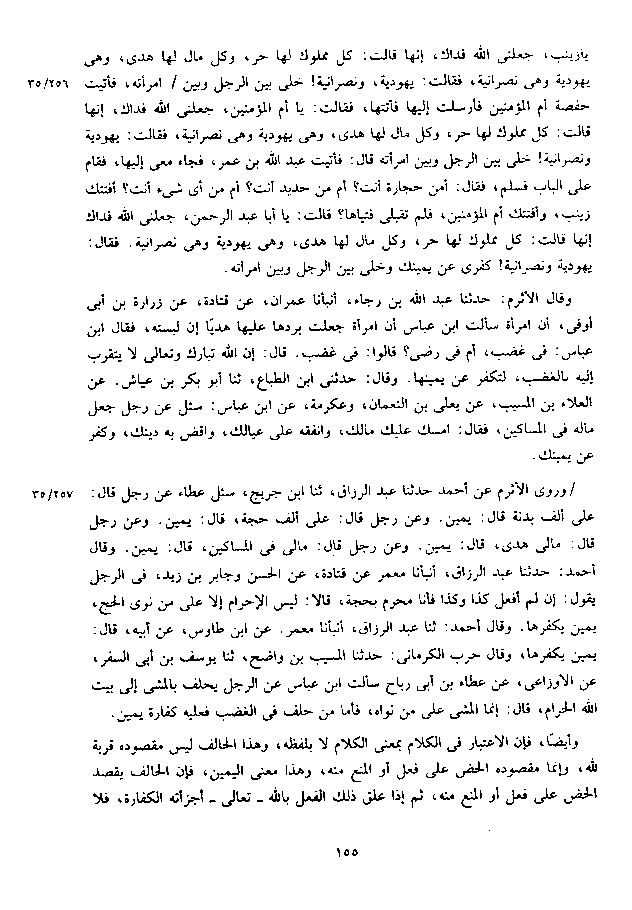 يازينب، جعلنى الله فداك، إنها قالت: كل مملوك لها حر، وكل مال لها هدى، وهى
يهودية وهى نصرانية، فقالت: يهودية، ونصرانية! خلى بين الرجل وبين / امرأته، فأتيت ٣٥/٢٥٦
حفصة أم المؤمنين فأرسلت إليها فأتتها، فقالت: يا أم المؤمنين، جعلنى الله فداك، إنها
قالت: كل مملوك لها حر، وكل مال لها هدى، وهى يهودية وهى نصرانية، فقالت: يهودية
ونصرانية! خلى بين الرجل وبين امرأته قال: فأتيت عبد الله بن عمر، فجاء معى إليها، فقام
على الباب فسلم، فقال: أمن حجارة أنت؟ أم من حديد أنت؟ أم من أى شىء أنت؟ أفتتك
زينب، وأفتتك أم المؤمنين، فلم تقبلى فتياها؟ قالت: يا أبا عبد الرحمن، جعلنى الله فداك
إنها قالت: كل مملوك لها حر، وكل مال لها هدى، وهى يهودية وهى نصرانية. فقال:
يهودية ونصرانية! كفرى عن يمينك وخلى بين الرجل وبين امرأته.
وقال الأثرم: حدثنا عبد الله بن رجاء، أنبأنا عمران، عن قتادة، عن زرارة بن أبى
أوفى، أن امرأة سألت ابن عباس أن امرأة جعلت بردها عليها هديًا إن لبسته، فقال ابن
عباس: فى غضب، أم فى رضى؟ قالوا: فى غضب. قال: إن الله تبارك وتعالى لا يتقرب
إليه بالغضب، لتكفر عن يمينها. وقال: حدثنى ابن الطباع، ثنا أبو بكر بن عياش. عن
العلاء بن المسيب، عن يعلى بن النعمان، وعكرمة، عن ابن عباس: سئل عن رجل جعل
ماله فى المساكين، فقال: امسك عليك مالك، وانفقه على عيالك، واقض به دينك، وكفر
عن يمينك.
/ وروى الأثرم عن أحمد حدثنا عبد الرزاق، ثنا ابن جريج، سئل عطاء عن رجل قال: ٣٥/٢٥٧
على ألف بدنة قال: يمين. وعن رجل قال: على ألف حجة، قال: يمين. وعن رجل
قال: مالى هدى، قال: يمين. وعن رجل قال: مالى فى المساكين، قال: يمين. وقال
أحمد: حدثنا عبد الرزاق، أنبأنا معمر عن قتادة، عن الحسن وجابر بن زيد، فى الرجل
يقول: إن لم أفعل كذا وكذا فأنا محرم بحجة، قالا: ليس الإحرام إلا على من نوى الحج،
يمين يكفرها. وقال أحمد: ثنا عبد الرزاق، أنبأنا معمر. عن ابن طاوس، عن أبيه، قال:
يمين يكفرها، وقال حرب الكرمانى: حدثنا المسيب بن واضح، ثنا يوسف بن أبى السفر،
عن الأوزاعى، عن عطاء بن أبى رباح سألت ابن عباس عن الرجل يحلف بالمشى إلى بيت
الله الحرام، قال: إنما المشى على من نواه، فأما من حلف فى الغضب فعليه كفارة يمين.
وأيضًا، فإن الاعتبار فى الكلام بمعنى الكلام لا بلفظه، وهذا الحالف ليس مقصوده قربة
لله، وإنما مقصوده الحض على فعل أو المنع منه، وهذا معنى اليمين، فإن الحالف يقصد
الحض على فعل أو المنع منه، ثم إذا علق ذلك الفعل بالله ـ تعالى ـ أجزأته الكفارة، فلا
١٥٥